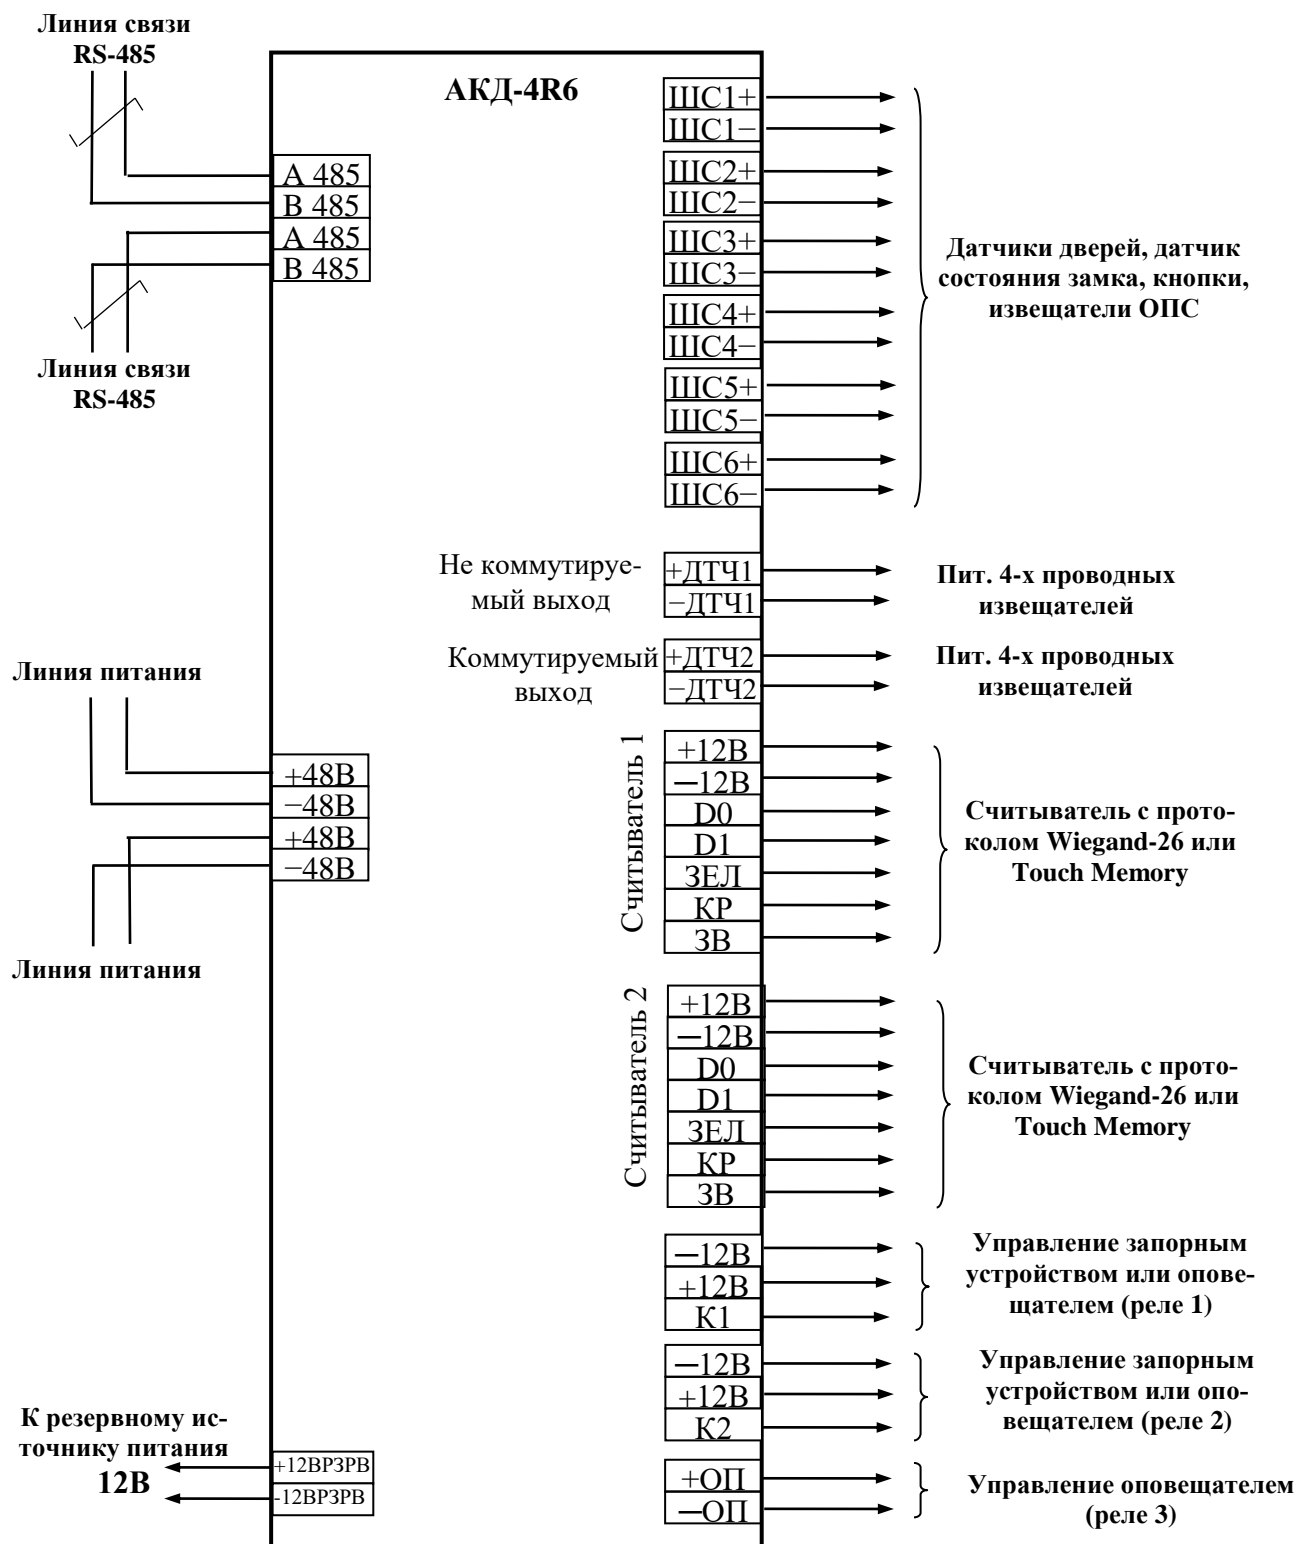 Линия связи
RS-485
АКД-4R6
А 485
В 485
А 485
В 485
Линия связи
RS-485
Линия питания
+48В
−48В
+48В
−48В
Линия питания
К резервному ис-
точнику питания
12В
+12ВРЗРВ
-12ВРЗРВ
ШС1+
ШС1−
ШС2+
ШС2−
ШС3+
ШС3−
ШС4+
ШС4−
ШС5+
ШС5−
ШС6+
ШС6−
Датчики дверей, датчик
состояния замка, кнопки,
извещатели ОПС
Не коммутируе-
мый выход
+ДТЧ1
−ДТЧ1
Пит. 4-х проводных
извещателей
Коммутируемый
выход
+ДТЧ2
−ДТЧ2
Пит. 4-х проводных
извещателей
Считыватель 1
+12В
−12В
D0
D1
ЗЕЛ
КР
ЗВ
Считыватель с прото-
колом Wiegand-26 или
Touch Memory
Считыватель 2
+12В
−12В
D0
D1
ЗЕЛ
КР
ЗВ
Считыватель с прото-
колом Wiegand-26 или
Touch Memory
−12В
+12В
К1
Управление запорным
устройством или опове-
щателем (реле 1)
−12В
+12В
К2
Управление запорным
устройством или опо-
вещателем (реле 2)
+ОП
−ОП
Управление оповещателем
(реле 3)